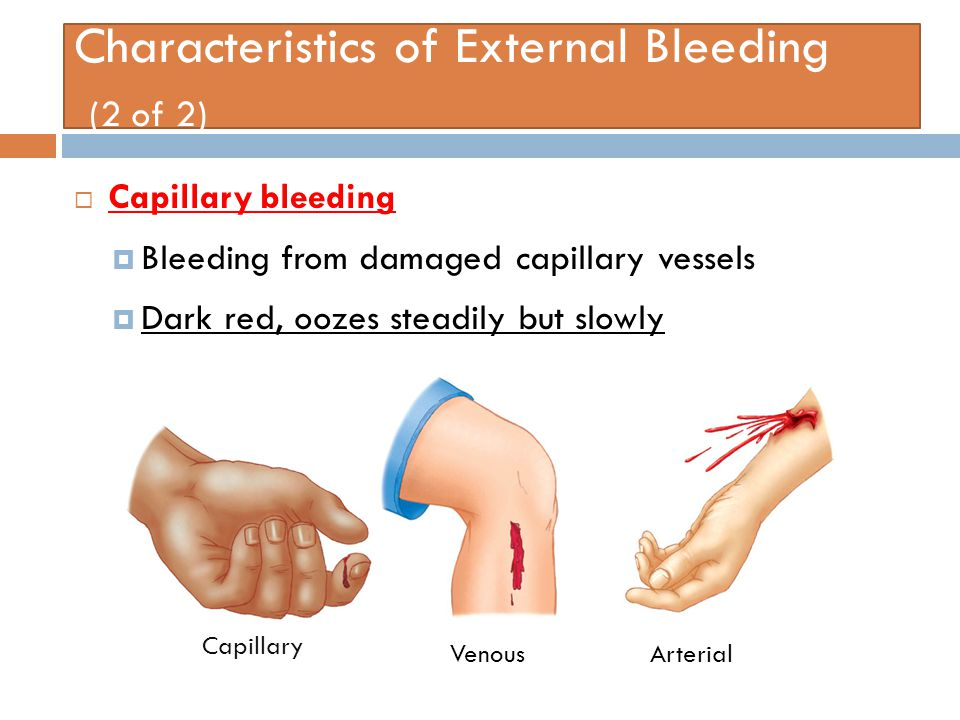 Characteristics of External Bleeding
(2 of 2)
Capillary bleeding
Bleeding from damaged capillary vessels
Dark red, oozes steadily but slowly
Capillary
Venous
Arterial